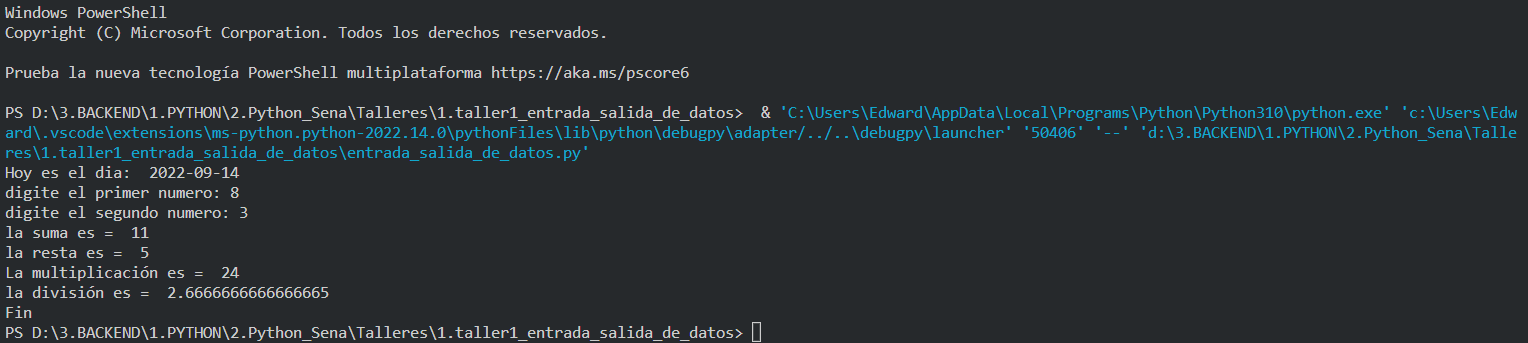 Windows PowerShell
Copyright (C) Microsoft Corporation. Todos los derechos reservados.
Prueba la nueva tecnología PowerShell multiplataforma https://aka.ms/pscore6
PS D:\3.BACKEND\1.PYTHON\2.Python_Sena\Talleres\1.taller1_entrada_salida_de_datos>  & 'C:\Users\Edward\AppData\Local\Programs\Python\Python310\python.exe' 'c:\Users\Edw
ard\.vscode\extensions\ms-python.python-2022.14.0\pythonFiles\lib\python\debugpy\adapter/../..\debugpy\launcher' '50406' '--' 'd:\3.BACKEND\1.PYTHON\2.Python_Sena\Talle
res\1.taller1_entrada_salida_de_datos\entrada_salida_de_datos.py'
Hoy es el dia:  2022-09-14
digite el primer numero: 8
digite el segundo numero: 3
la suma es =  11
la resta es =  5
La multiplicación es =  24
la división es =  2.6666666666666665
Fin
PS D:\3.BACKEND\1.PYTHON\2.Python_Sena\Talleres\1.taller1_entrada_salida_de_datos>